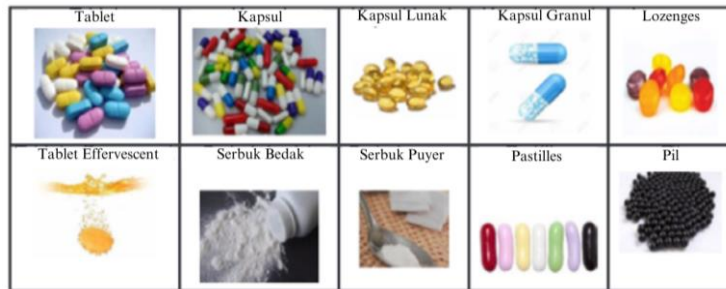 Tablet
Kapsul
Kapsul Lunak
Kapsul Granul
Lozenges
Tablet Effervescent
Serbuk Bedak
Serbuk Puyer
Pastilles
Pil